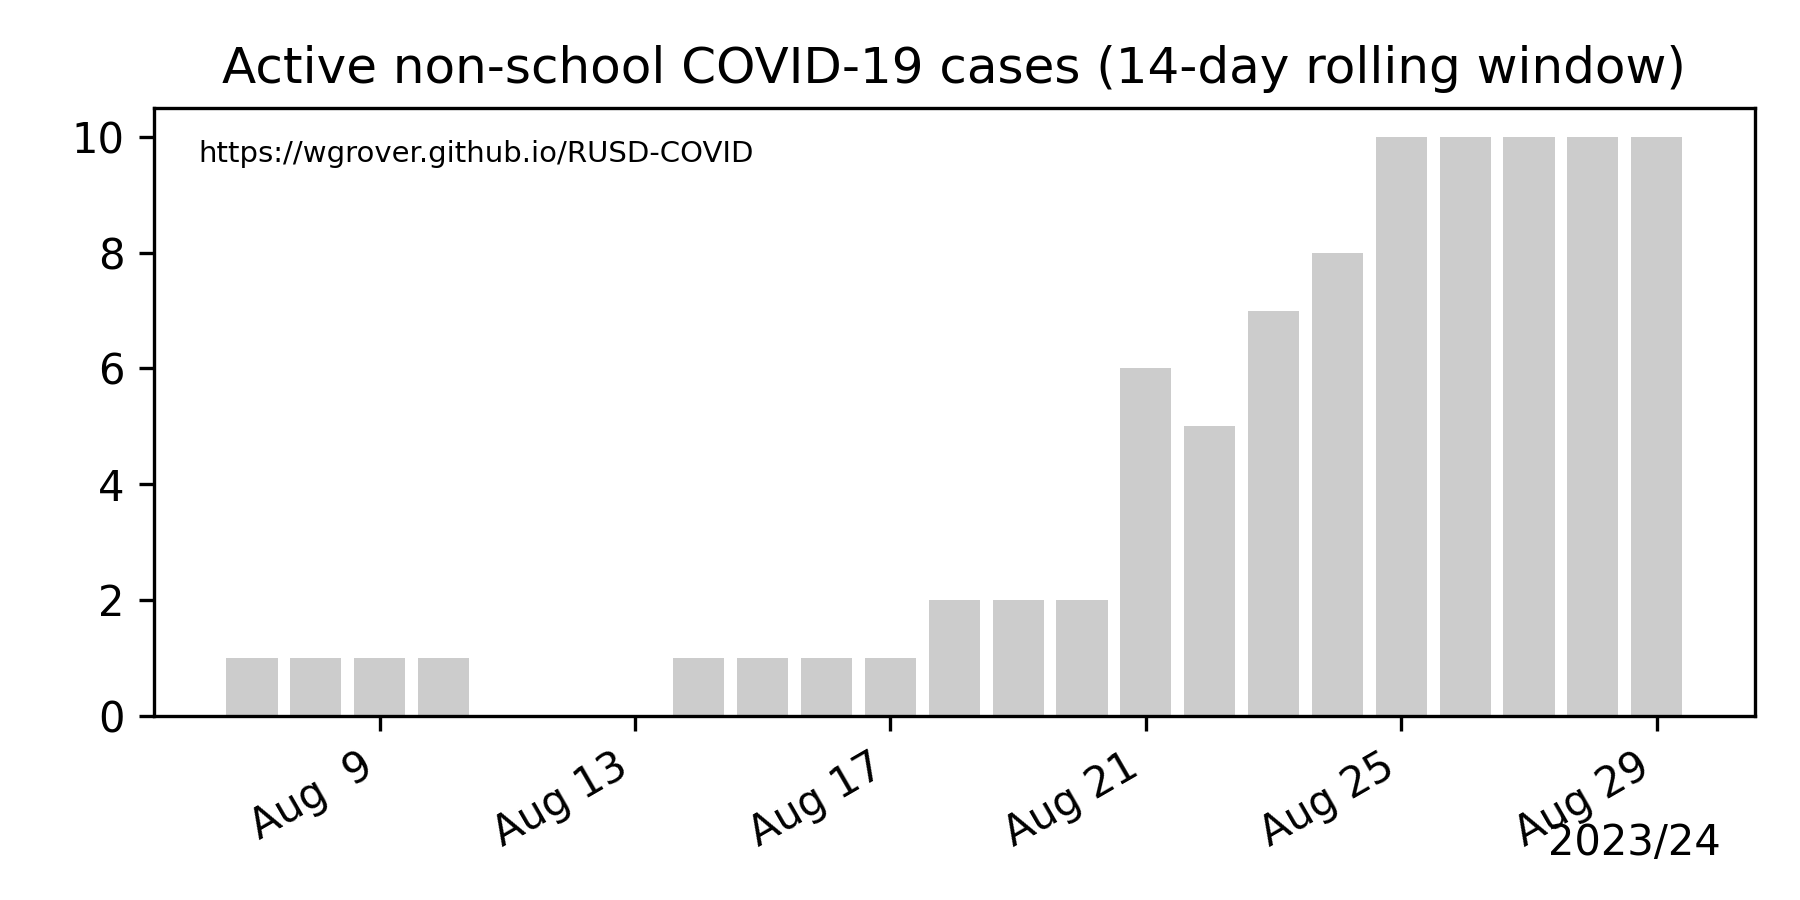 Active non-school COVID-19 cases (14-day rolling window)
https://wgrover.github.io/RUSD-COVID
10
8
6
4
2
0
Aug 9
Aug 13
Aug 17
Aug 21
Aug 25
Aug 29
2023/24